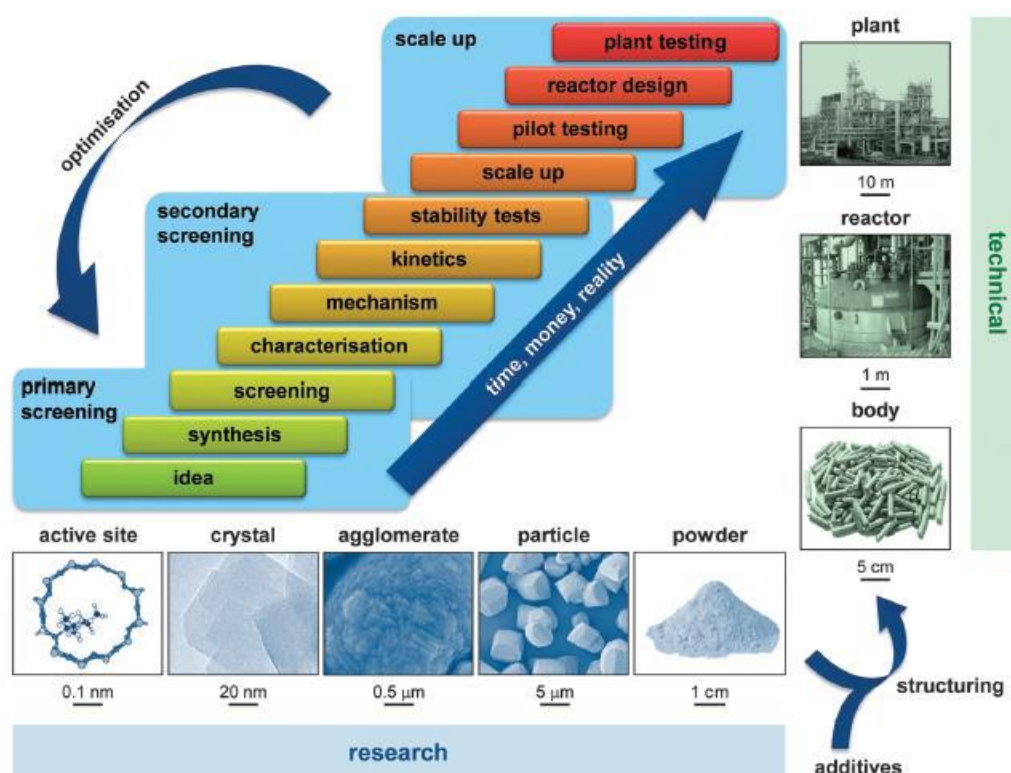 scale up
plant testing
reactor design
pilot testing
scale up
optimisation
secondary
screening
stability tests
kinetics
mechanism
characterisation
primary
screening
screening
synthesis
idea
time, money, reality
plant
10 m
reactor
1 m
body
5 cm
technical
active site
crystal
agglomerate
particle
powder
0.1 nm
20 nm
0.5 μm
5 μm
1 cm
research
structuring
additives